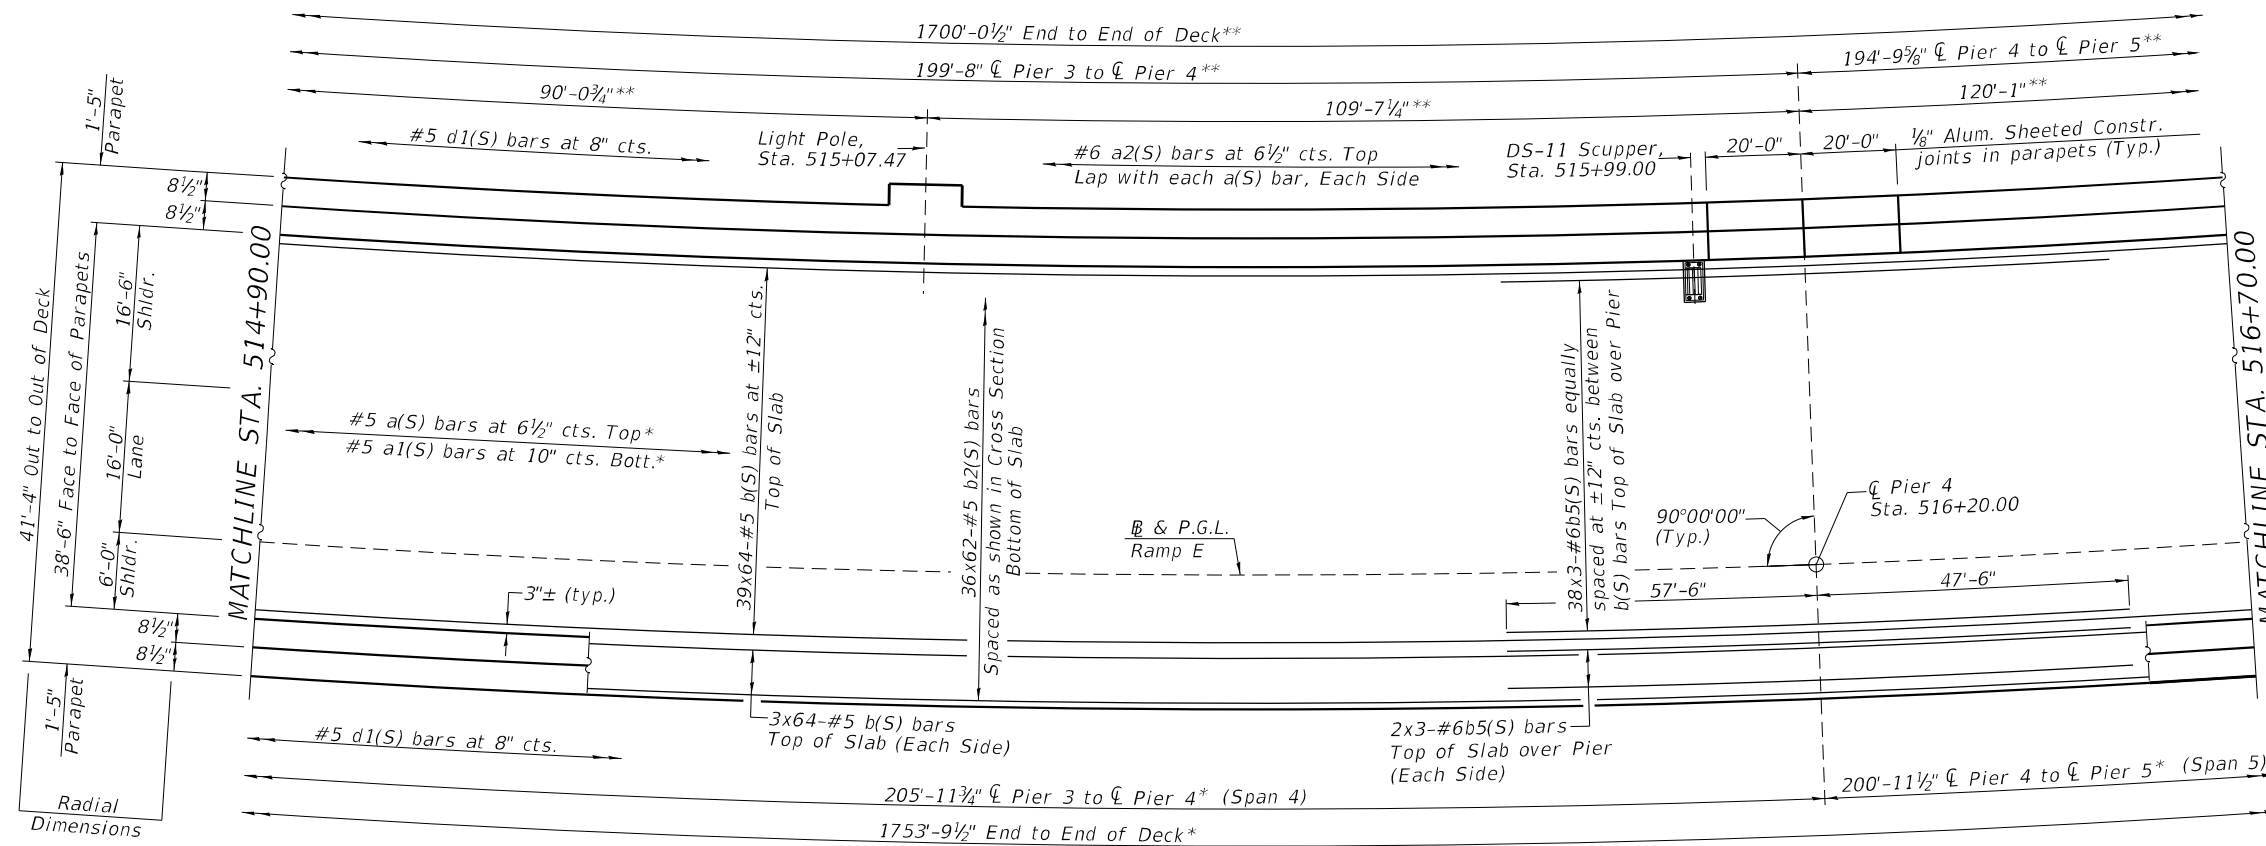 1700'-0½" End to End of Deck**
199'-8" ℄ Pier 3 to ℄ Pier 4**
194'-9⅝" ℄ Pier 4 to ℄ Pier 5**
90'-0¾"**
109'-7¼"**
120'-1"**
1'-5"
Parapet
#5 d1(S) bars at 8" cts.
Light Pole,
Sta. 515+07.47
#6 a2(S) bars at 6½" cts. Top
Lap with each a(S) bar, Each Side
DS-11 Scupper,
Sta. 515+99.00
20'-0"
20'-0"
⅛" Alum. Sheeted Constr.
joints in parapets (Typ.)
8½"
8½"
41'-4" Out to Out of Deck
38'-6" Face to Face of Parapets
16'-6"
Shldr.
16'-0"
Lane
6'-0"
Shldr.
MATCHLINE STA. 514+90.00
#5 a(S) bars at 6½" cts. Top*
#5 a1(S) bars at 10" cts. Bott.*
39x64-#5 b(S) bars at ±12" cts.
Top of Slab
36x62-#5 b2(S) bars
Spaced as shown in Cross Section
Bottom of Slab
38x3-#6b5(S) bars equally
spaced at ±12" cts. between
b(S) bars Top of Slab over Pier
MATCHLINE STA. 516+70.00
℄ Pier 4
Sta. 516+20.00
90°00'00"
(Typ.)
B̲L & P.G.L.
Ramp E
57'-6"
47'-6"
3"± (typ.)
8½"
8½"
1'-5"
Parapet
3x64-#5 b(S) bars
Top of Slab (Each Side)
2x3-#6b5(S) bars
Top of Slab over Pier
(Each Side)
#5 d1(S) bars at 8" cts.
205'-11¾" ℄ Pier 3 to ℄ Pier 4* (Span 4)
200'-11½" ℄ Pier 4 to ℄ Pier 5* (Span 5)
1753'-9½" End to End of Deck*
Radial
Dimensions